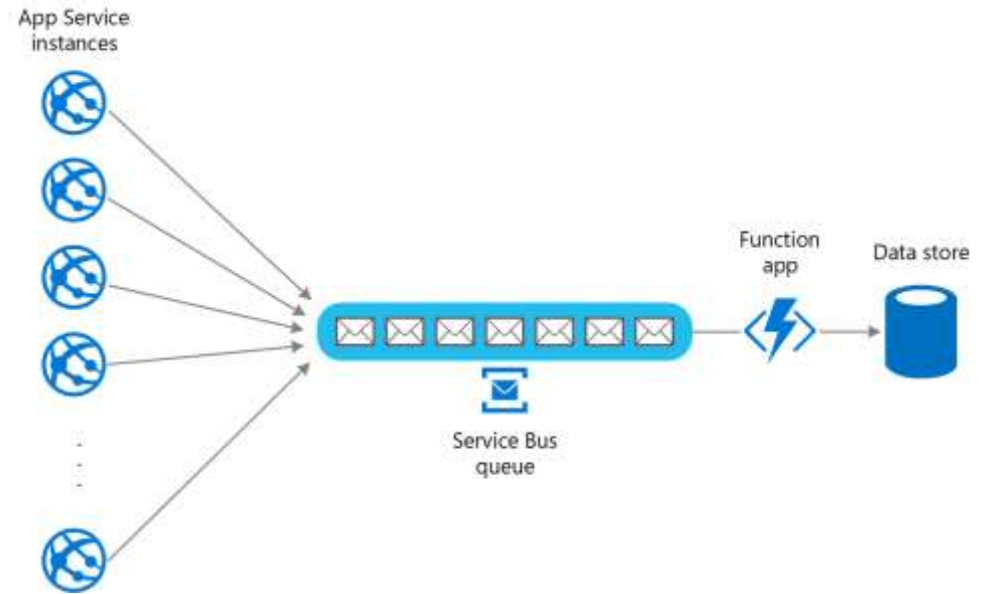 App Service
instances
Function
app
Data store
Service Bus
queue